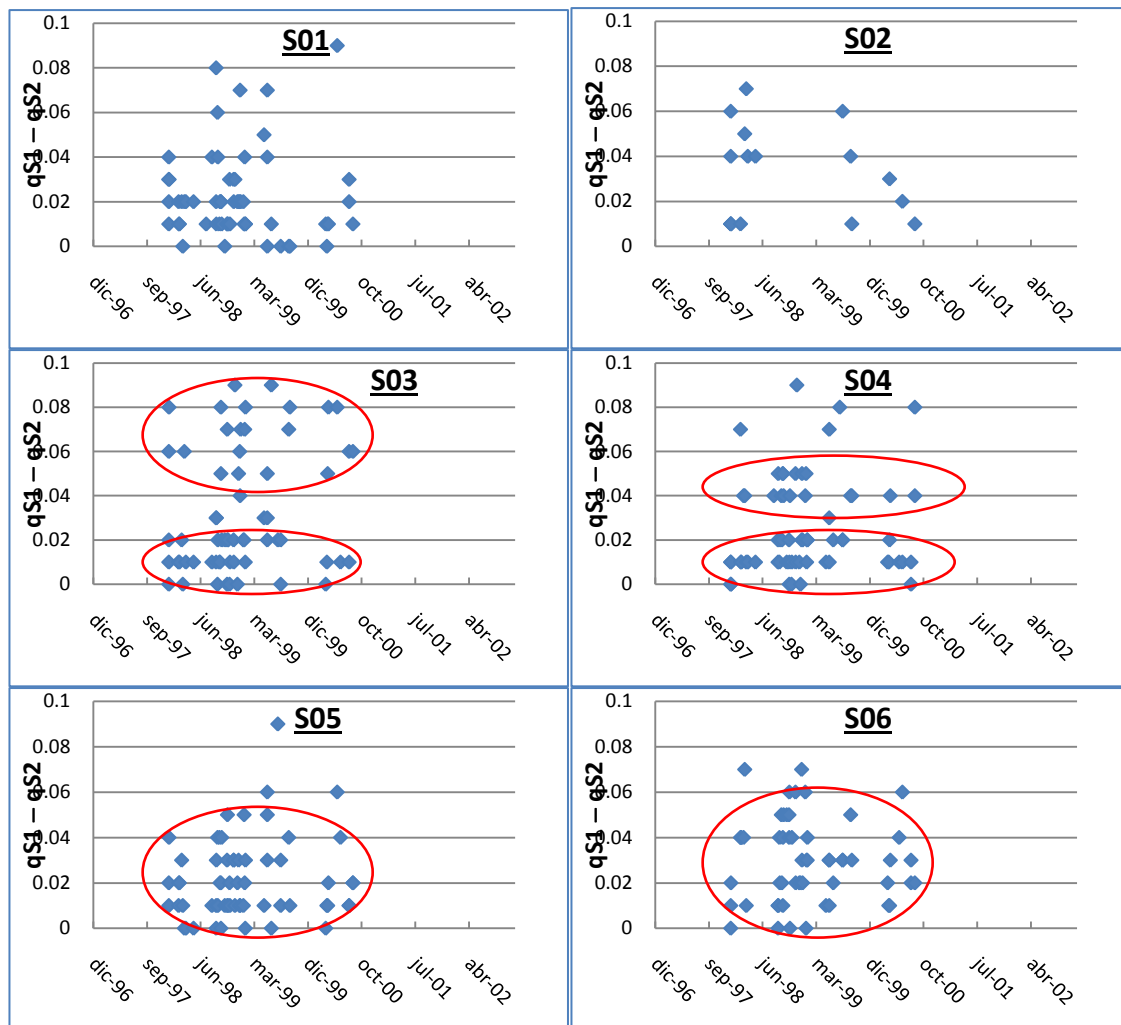 S01
qS1 – qS2
0.1
0.08
0.06
0.04
0.02
0
dic-96
sep-97
jun-98
mar-99
dic-99
oct-00
jul-01
abr-02
S02
qS1 – qS2
0.1
0.08
0.06
0.04
0.02
0
dic-96
sep-97
jun-98
mar-99
dic-99
oct-00
jul-01
abr-02
S03
qS1 – qS2
0.1
0.08
0.06
0.04
0.02
0
dic-96
sep-97
jun-98
mar-99
dic-99
oct-00
jul-01
abr-02
S04
qS1 – qS2
0.1
0.08
0.06
0.04
0.02
0
dic-96
sep-97
jun-98
mar-99
dic-99
oct-00
jul-01
abr-02
S05
qS1 – qS2
0.1
0.08
0.06
0.04
0.02
0
dic-96
sep-97
jun-98
mar-99
dic-99
oct-00
jul-01
abr-02
S06
qS1 – qS2
0.1
0.08
0.06
0.04
0.02
0
dic-96
sep-97
jun-98
mar-99
dic-99
oct-00
jul-01
abr-02